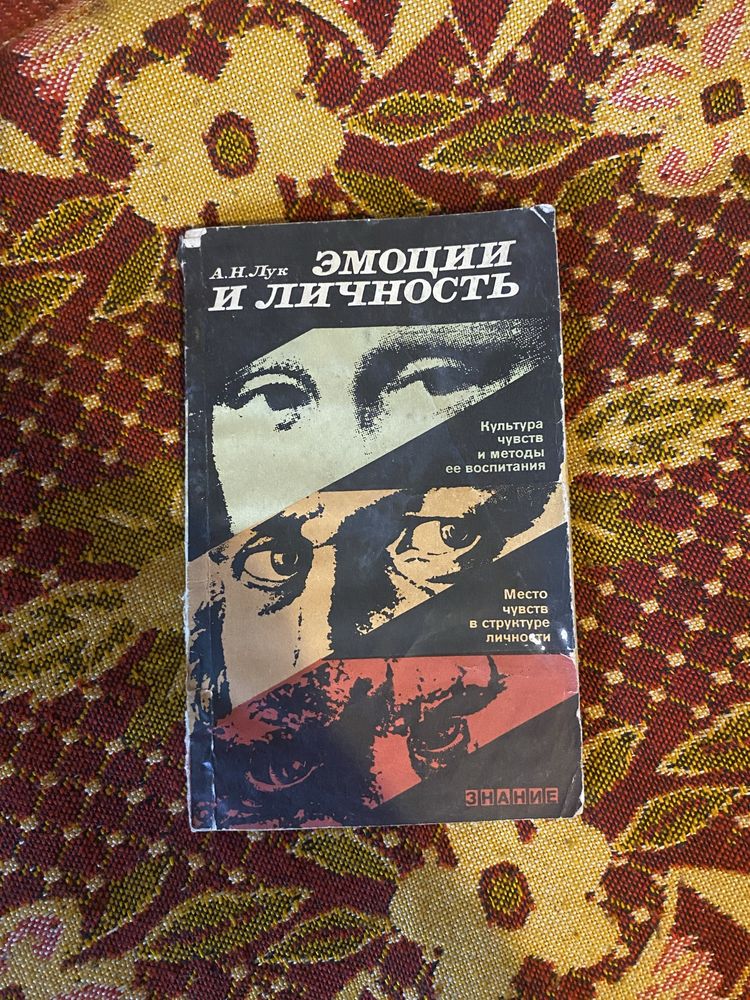 А.Н.Лук ЭМОЦИИ
И ЛИЧНОСТЬ
Культура
чувств
и методы
ее воспитания
Место
чувств
в структуре
личности
ЗНАНИЕ